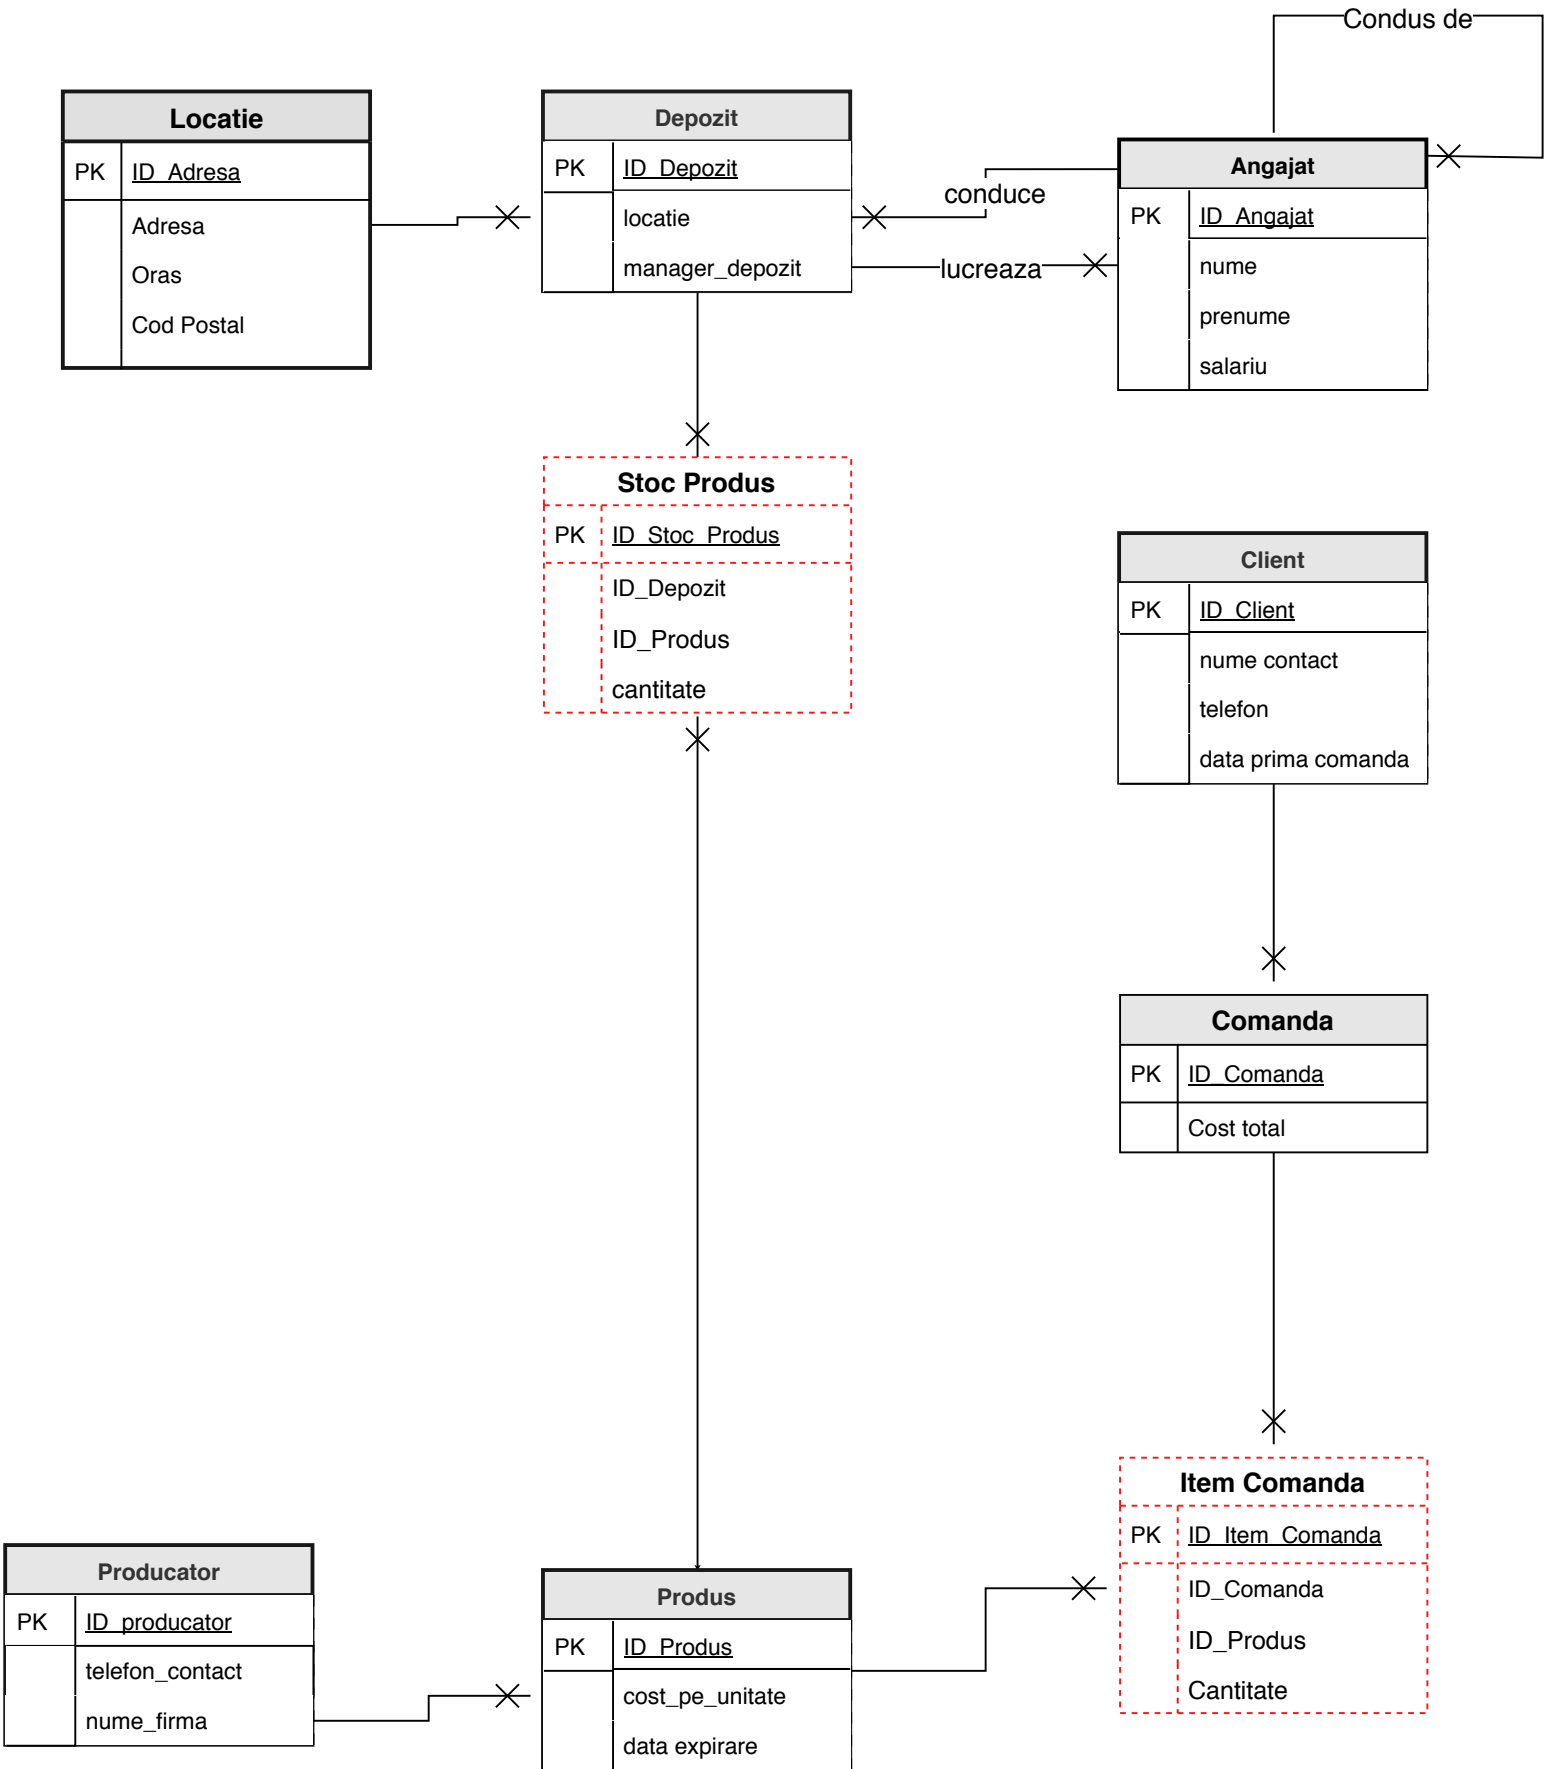 Condus de
Locatie
PK ID_Adresa
Adresa
Oras
Cod Postal
Depozit
PK ID_Depozit
locatie
manager_depozit
conduce
lucreaza
Angajat
PK ID_Angajat
nume
prenume
salariu
Stoc Produs
PK ID_Stoc_Produs
ID_Depozit
ID_Produs
cantitate
Client
PK ID_Client
nume contact
telefon
data prima comanda
Comanda
PK ID_Comanda
Cost total
Item Comanda
PK ID_Item_Comanda
ID_Comanda
ID_Produs
Cantitate
Producator
PK ID_producator
telefon_contact
nume_firma
Produs
PK ID_Produs
cost_pe_unitate
data expirare